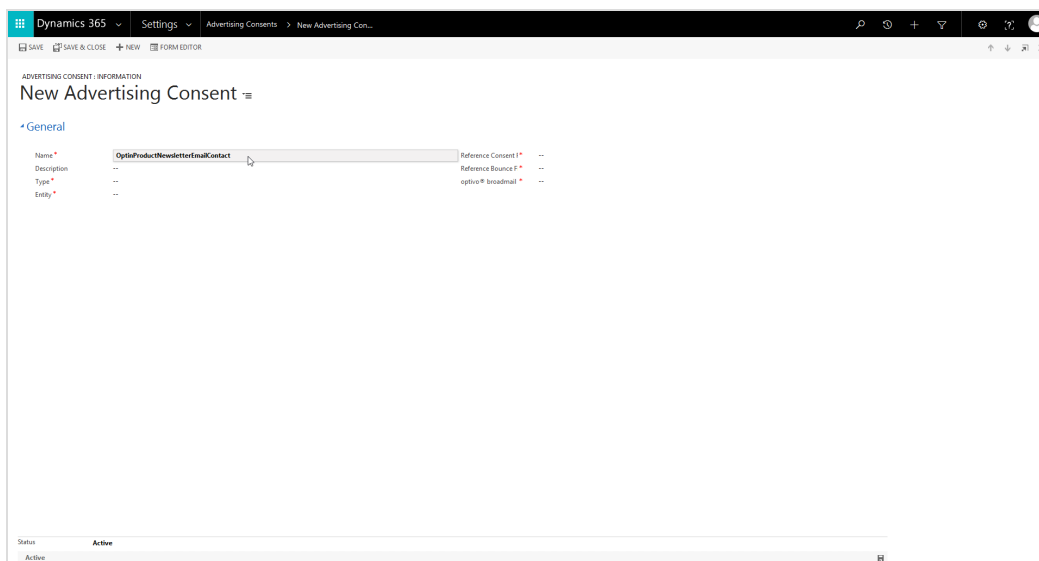 Dynamics 365 Settings Advertising Consents > New Advertising Con...
SAVE SAVE & CLOSE + NEW FORM EDITOR
ADVERTISING CONSENT : INFORMATION
New Advertising Consent
General
Name* OptinProductNewsletterEmailContact
Description --
Type* --
Entity* --
Reference Consent F* --
Reference Bounce F* --
optivo® broadmail * --
Status Active
Active